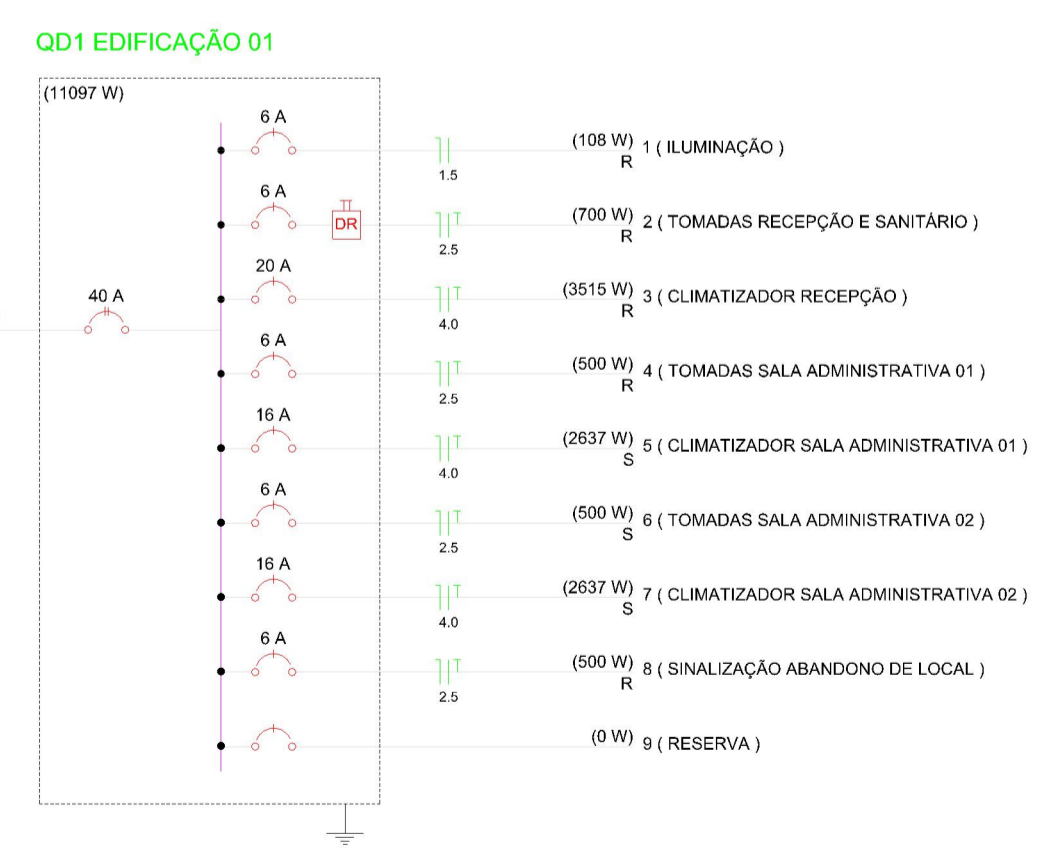 QD1 EDIFICAÇÃO 01
(11097 W)
6 A
(108 W)
R
1 ( ILUMINAÇÃO )
1.5
6 A
DR
(700 W)
R
2 ( TOMADAS RECEPÇÃO E SANITÁRIO )
2.5
20 A
(3515 W)
R
3 ( CLIMATIZADOR RECEPÇÃO )
4.0
40 A
6 A
(500 W)
R
4 ( TOMADAS SALA ADMINISTRATIVA 01 )
2.5
16 A
(2637 W)
S
5 ( CLIMATIZADOR SALA ADMINISTRATIVA 01 )
4.0
6 A
(500 W)
S
6 ( TOMADAS SALA ADMINISTRATIVA 02 )
2.5
16 A
(2637 W)
S
7 ( CLIMATIZADOR SALA ADMINISTRATIVA 02 )
4.0
6 A
(500 W)
R
8 ( SINALIZAÇÃO ABANDONO DE LOCAL )
2.5
(0 W)
9 ( RESERVA )